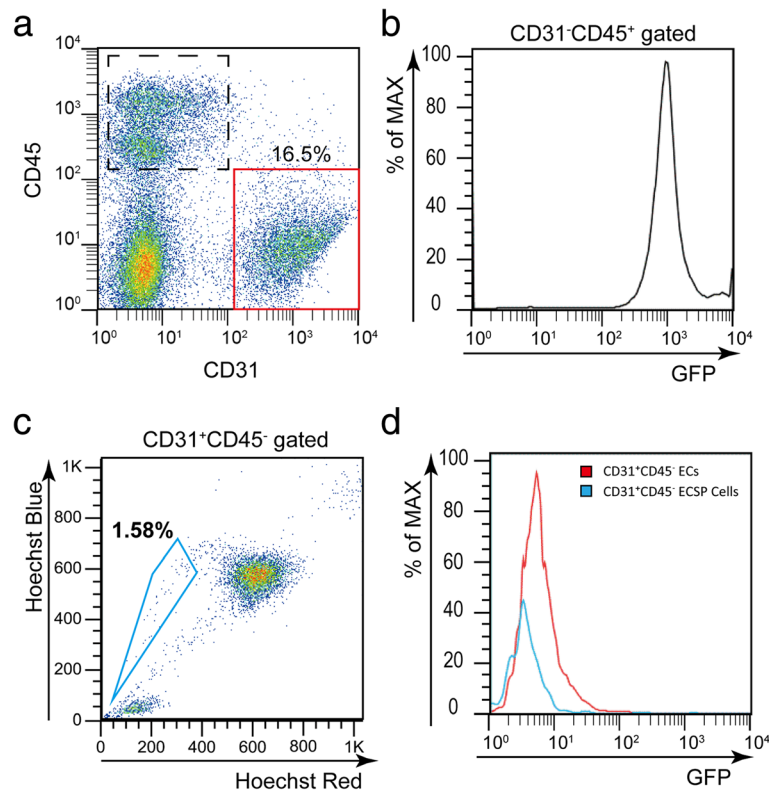 a
CD45
10⁴
10³
10²
10¹
10⁰
16.5%
10⁰ 10¹ 10² 10³ 10⁴
CD31
b
CD31⁻CD45⁺ gated
% of MAX
100
80
60
40
20
0
10⁰ 10¹ 10² 10³ 10⁴
GFP
c
CD31⁺CD45⁻ gated
Hoechst Blue
1K
800
600
400
200
0
1.58%
0 200 400 600 800 1K
Hoechst Red
d
% of MAX
100
80
60
40
20
0
CD31⁺CD45⁻ ECs
CD31⁺CD45⁻ ECSP Cells
10⁰ 10¹ 10² 10³ 10⁴
GFP